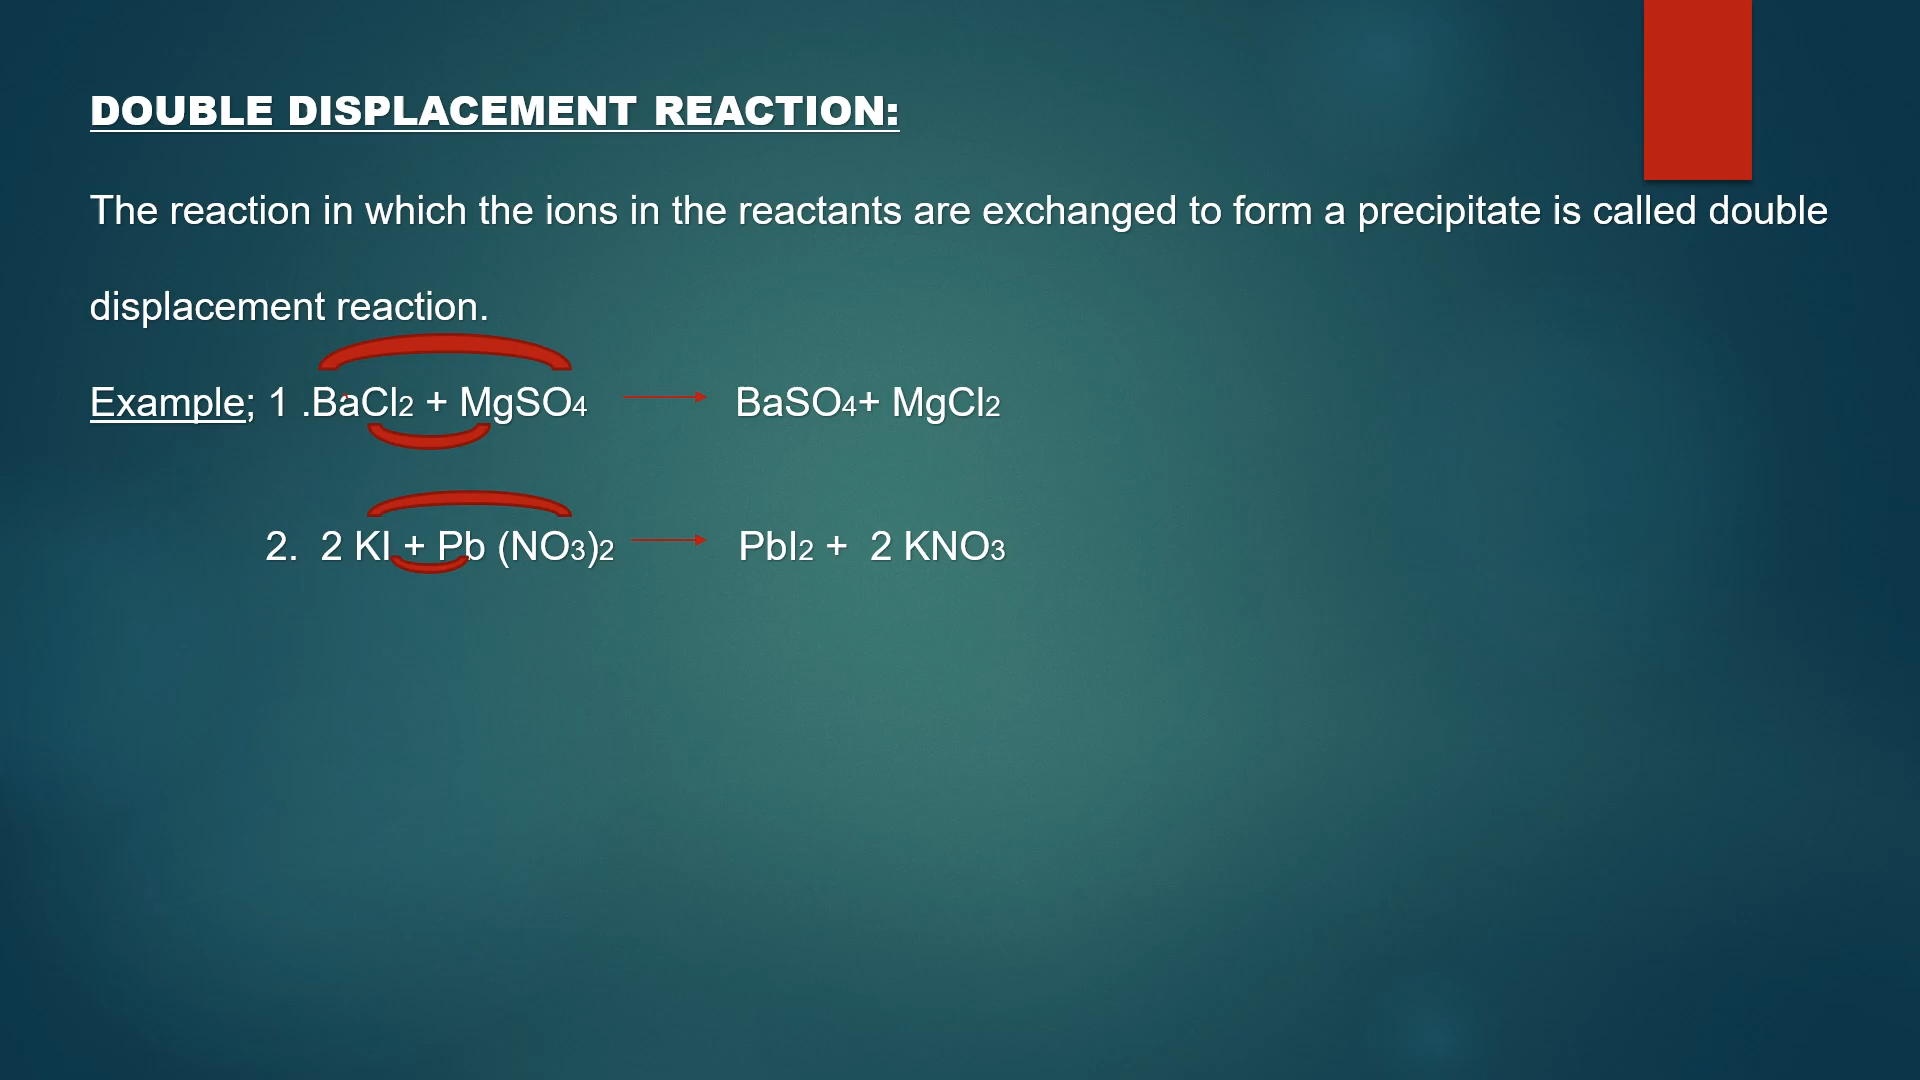 DOUBLE DISPLACEMENT REACTION:
The reaction in which the ions in the reactants are exchanged to form a precipitate is called double
displacement reaction.
Example; 1 .BaCl2 + MgSO4 BaSO4+ MgCl2
2. 2 KI + Pb (NO3)2 PbI2 + 2 KNO3